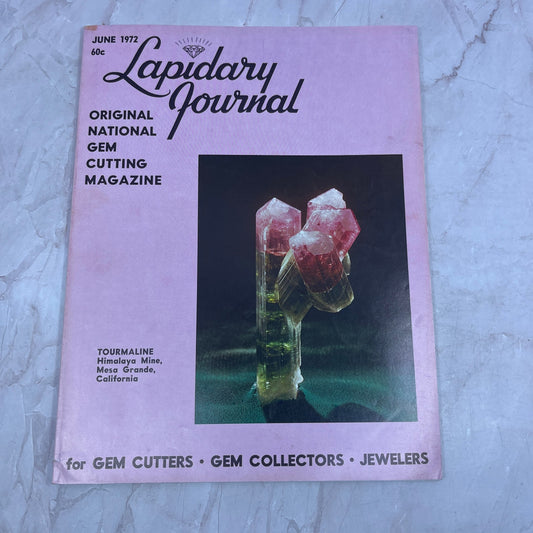 JUNE 1972
60c
Lapidary
Journal
ORIGINAL
NATIONAL
GEM
CUTTING
MAGAZINE
TOURMALINE
Himalaya Mine,
Mesa Grande,
California
for GEM CUTTERS • GEM COLLECTORS • JEWELERS